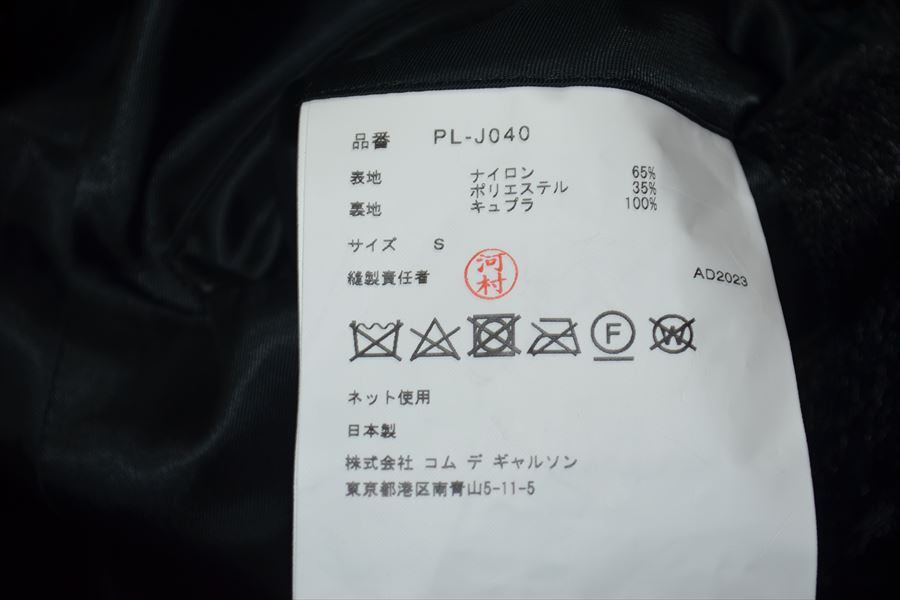 品番 PL-J040
表地 ナイロン 65%
ポリエステル 35%
裏地 キュプラ 100%
サイズ S
縫製責任者 河村 AD2023
F W
ネット使用
日本製
株式会社 コム デ ギャルソン
東京都港区南青山5-11-5